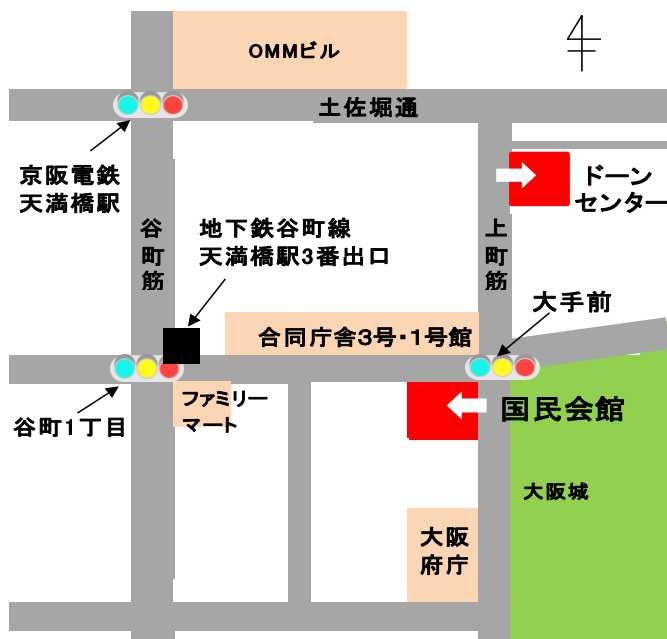 OMMビル
土佐堀通
京阪電鉄
天満橋駅
ドーン
センター
谷町筋
地下鉄谷町線
天満橋駅3番出口
上町筋
大手前
合同庁舎3号・1号館
ファミリー
マート
国民会館
谷町1丁目
大阪城
大阪
府庁